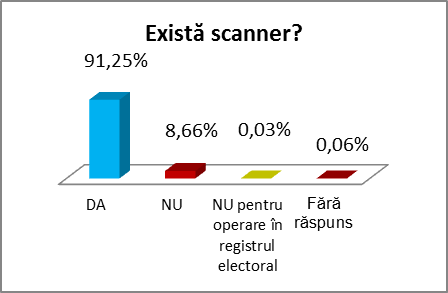 Există scanner?
91,25%
8,66%
0,03%
0,06%
DA
NU
NU pentru
operare în
registrul
electoral
Fără
răspuns